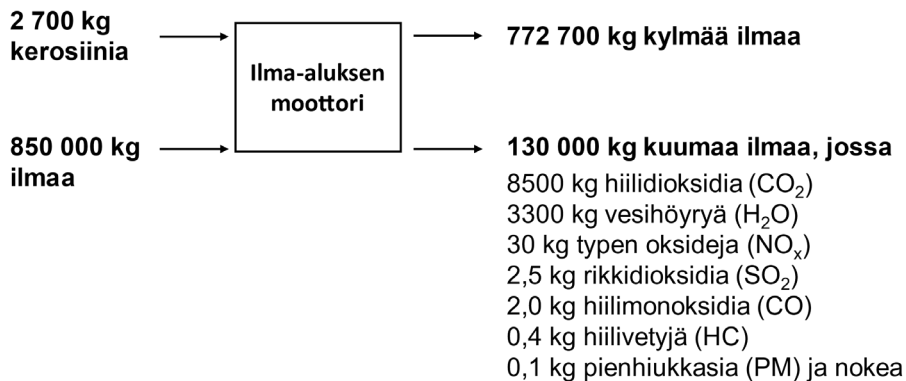 2 700 kg
kerosiinia
850 000 kg
ilmaa
Ilma-aluksen
moottori
772 700 kg kylmää ilmaa
130 000 kg kuumaa ilmaa, jossa
8500 kg hiilidioksidia (CO₂)
3300 kg vesihöyryä (H₂O)
30 kg typen oksideja (NOₓ)
2,5 kg rikkidioksidia (SO₂)
2,0 kg hiilimonoksidia (CO)
0,4 kg hiilivetyjä (HC)
0,1 kg pienhiukkasia (PM) ja nokea